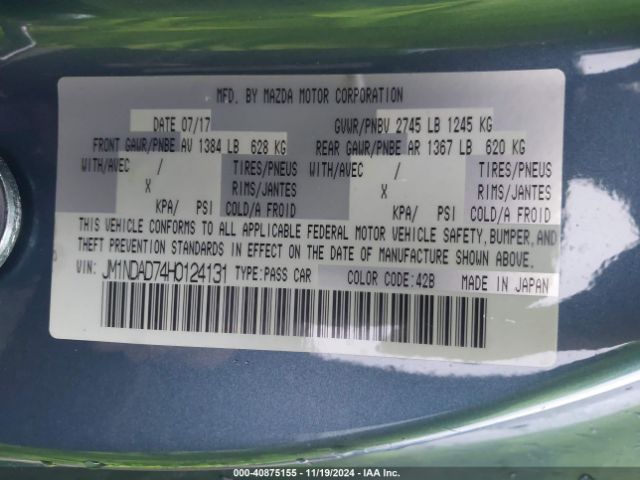 MFD. BY MAZDA MOTOR CORPORATION
DATE 07/17 GVWR/PNBV 2745 LB 1245 KG
FRONT GAWR/PNBE AV 1384 LB 628 KG REAR GAWR/PNBE AR 1367 LB 620 KG
WITH/AVEC / TIRES/PNEUS WITH/AVEC / TIRES/PNEUS
X RIMS/JANTES X RIMS/JANTES
KPA/ PSI COLD/A FROID KPA/ PSI COLD/A FROID
THIS VEHICLE CONFORMS TO ALL APPLICABLE FEDERAL MOTOR VEHICLE SAFETY, BUMPER, AND
THEFT PREVENTION STANDARDS IN EFFECT ON THE DATE OF MANUFACTURE SHOWN ABOVE.
VIN: JM1NDAD74H0124131 TYPE:PASS CAR COLOR CODE:42B MADE IN JAPAN
000-40875155 - 11/19/2024 - IAA Inc.